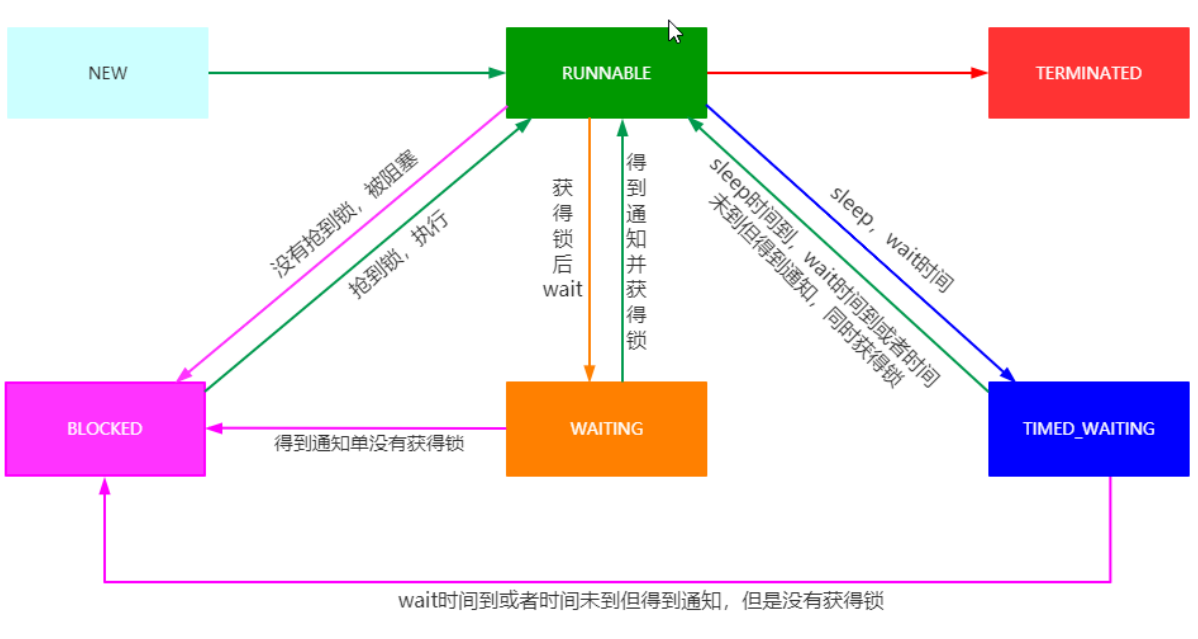 NEW
RUNNABLE
TERMINATED
没有抢到锁，被阻塞
抢到锁，执行
获
得
锁
后
wait
得
到
通
知
并
获
得
锁
sleep时间到，wait时间到或者时间
未到但得到通知，同时获得锁
sleep，wait时间
BLOCKED
WAITING
TIMED_WAITING
得到通知单没有获得锁
wait时间到或者时间未到但得到通知，但是没有获得锁